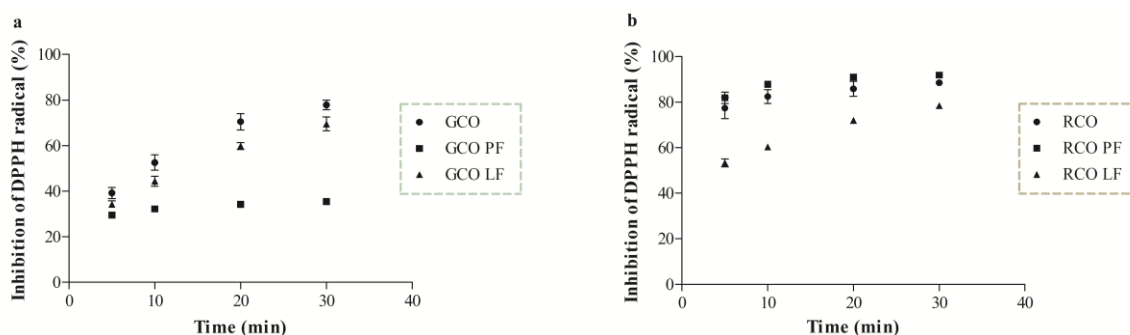 a
Inhibition of DPPH radical (%)
100
80
60
40
20
0
0 10 20 30 40
Time (min)
GCO
GCO PF
GCO LF
b
Inhibition of DPPH radical (%)
100
80
60
40
20
0
0 10 20 30 40
Time (min)
RCO
RCO PF
RCO LF